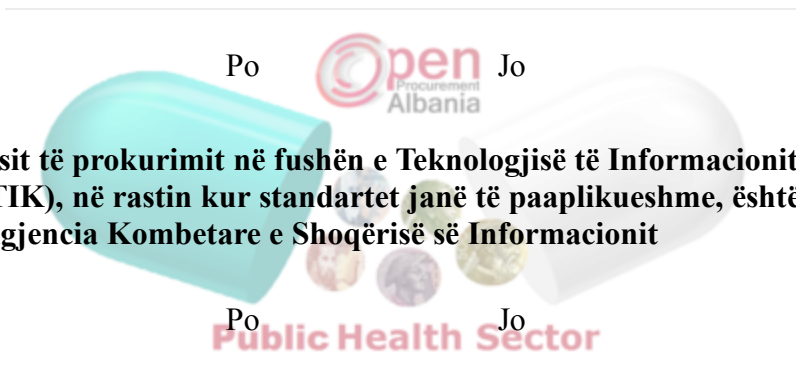 Po Jo
Open
Procurement
Albania
sit të prokurimit në fushën e Teknologjisë të Informacionit
TIK), në rastin kur standartet janë të paaplikueshme, është
gjencia Kombetare e Shoqërisë së Informacionit
Po Jo
Public Health Sector